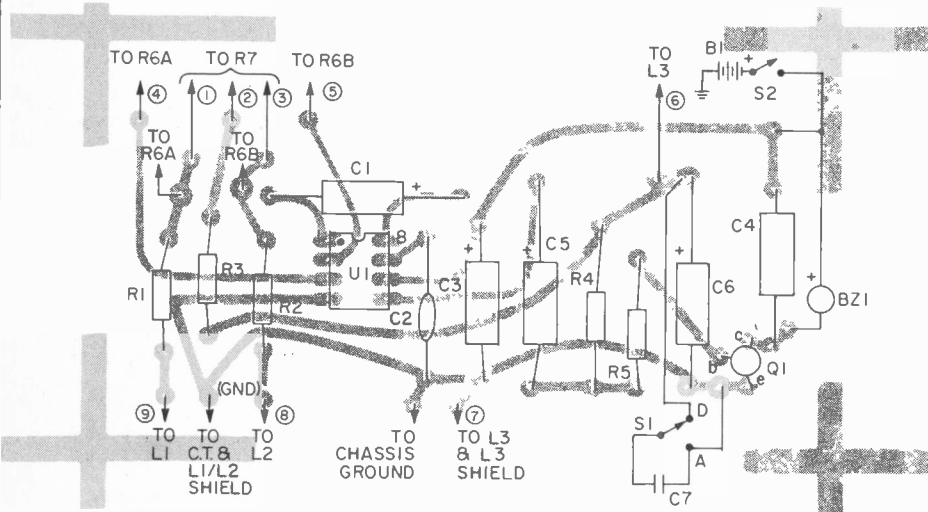 TO R6A
TO R7
TO R6B
TO
L3
B1
+
S2
④
①
②
③
⑤
⑥
TO
R6A
TO
R6B
C1
+
8
U1
R1
R3
R2
C2
C3
+
C5
+
R4
R5
C6
+
C4
+
BZ1
+
c
b
e
Q1
(GND)
⑨
TO
L1
TO
C.T. &
L1/L2
SHIELD
⑧
TO
L2
TO
CHASSIS
GROUND
⑦
TO L3
& L3
SHIELD
S1
D
A
C7